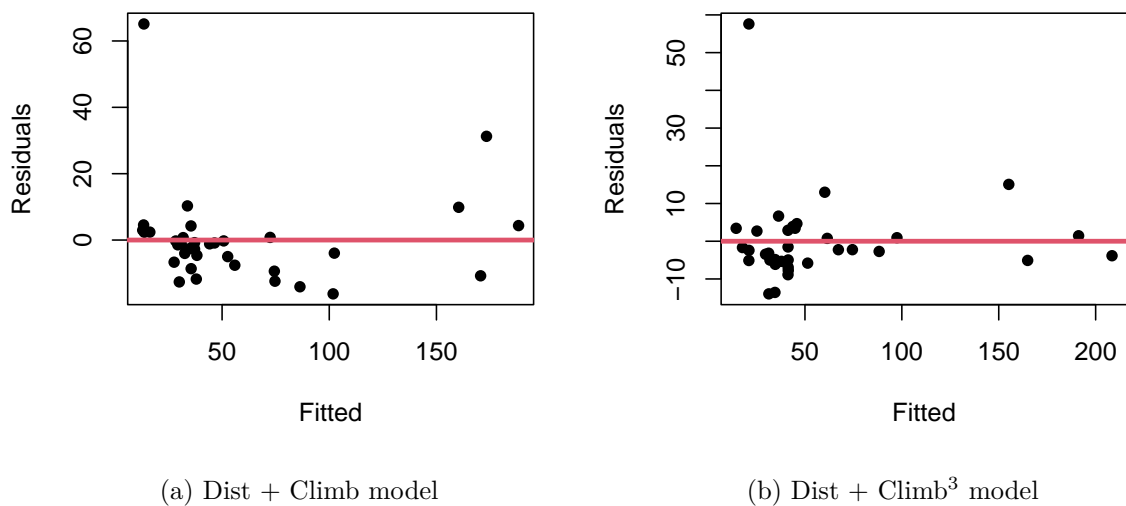 60
40
20
0
Residuals
50 100 150
Fitted
(a) Dist + Climb model
50
10
−10
Residuals
50 100 150 200
Fitted
(b) Dist + Climb³ model